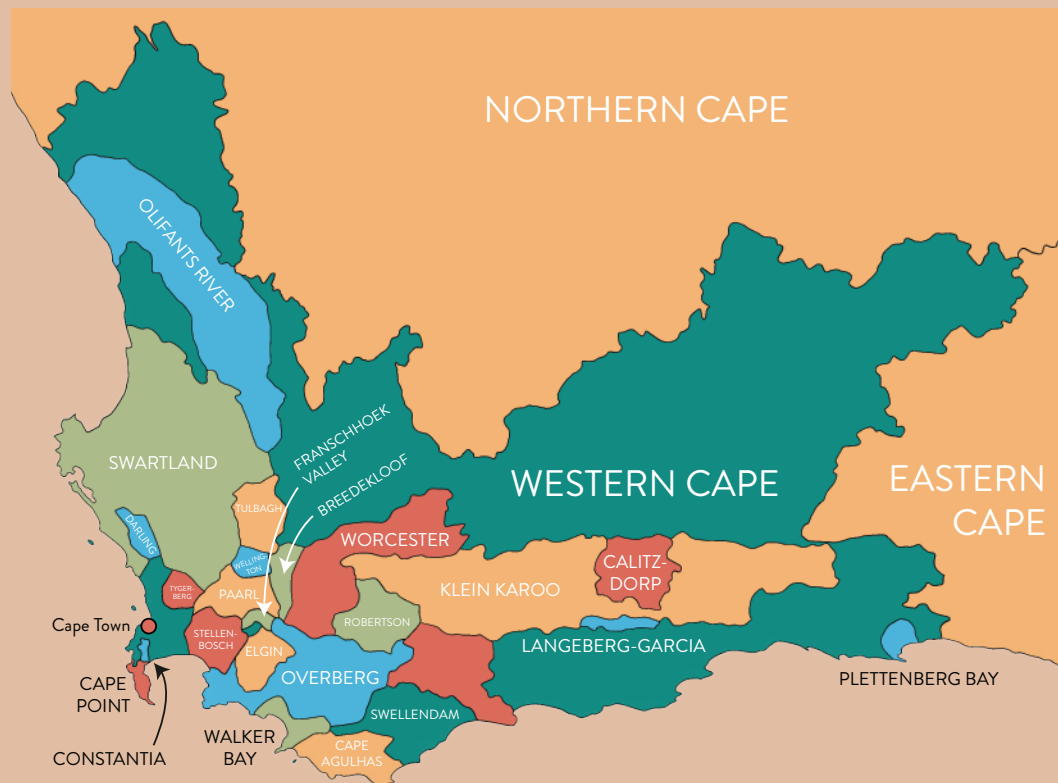 NORTHERN CAPE
OLIFANTS RIVER
FRANSCHHOEK
VALLEY
BREEDEKLOOF
SWARTLAND
WESTERN CAPE
EASTERN
CAPE
TULBAGH
DARLING
WORCESTER
WELLING-
TON
CALITZ-
DORP
TYGER-
BERG
PAARL
KLEIN KAROO
Cape Town
ROBERTSON
STELLEN-
BOSCH
ELGIN
LANGEBERG-GARCIA
OVERBERG
PLETTENBERG BAY
CAPE
POINT
SWELLENDAM
WALKER
BAY
CONSTANTIA
CAPE
AGULHAS